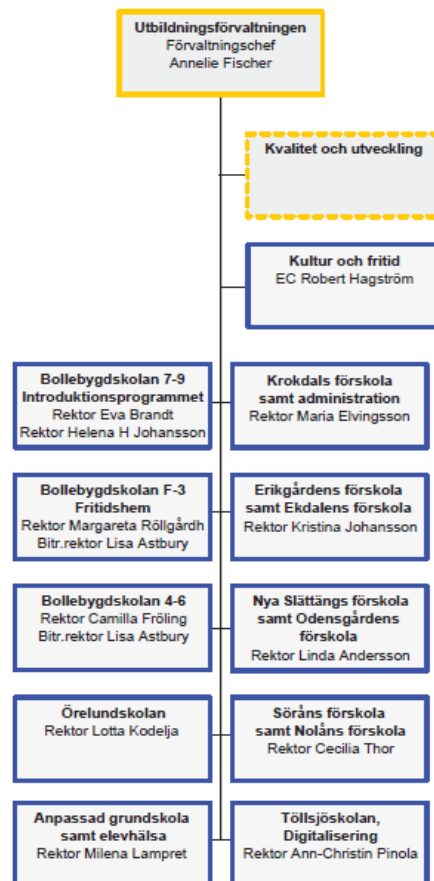 Utbildningsförvaltningen
Förvaltningschef
Annelie Fischer
Kvalitet och utveckling
Kultur och fritid
EC Robert Hagström
Bollebygdskolan 7-9
Introduktionsprogrammet
Rektor Eva Brandt
Rektor Helena H Johansson
Krokdals förskola
samt administration
Rektor Maria Elvingsson
Bollebygdskolan F-3
Fritidshem
Rektor Margareta Röllgårdh
Bitr.rektor Lisa Astbury
Erikgårdens förskola
samt Ekdalens förskola
Rektor Kristina Johansson
Bollebygdskolan 4-6
Rektor Camilla Fröling
Bitr.rektor Lisa Astbury
Nya Slättängs förskola
samt Odensgårdens
förskola
Rektor Linda Andersson
Örelundskolan
Rektor Lotta Kodelja
Söråns förskola
samt Nolåns förskola
Rektor Cecilia Thor
Anpassad grundskola
samt elevhälsa
Rektor Milena Lampret
Töllsjöskolan,
Digitalisering
Rektor Ann-Christin Pinola